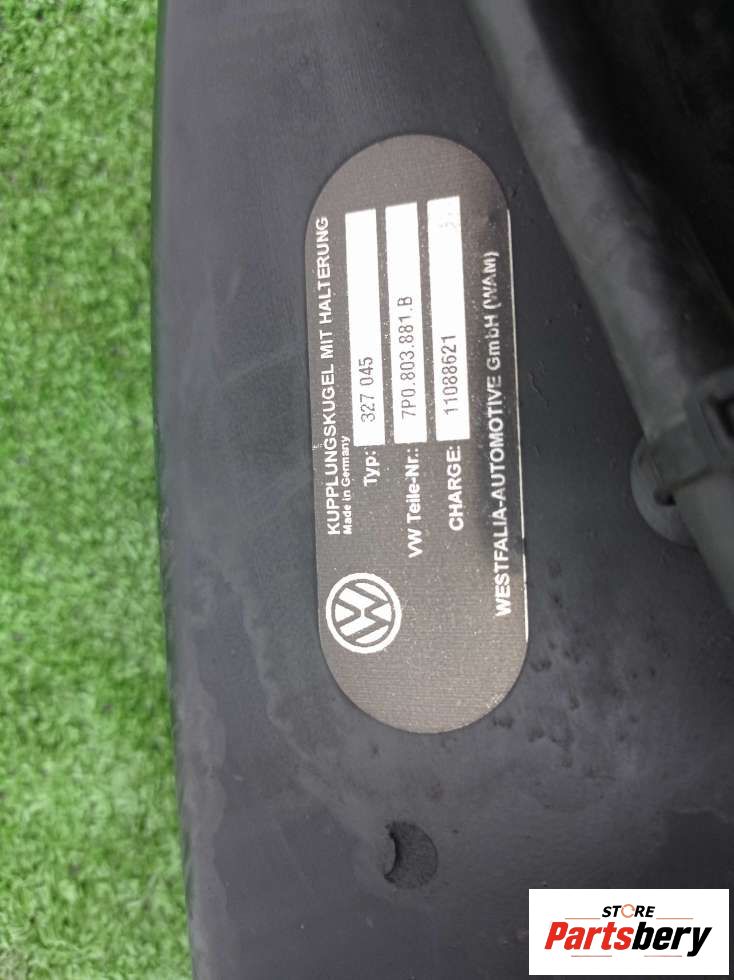 KUPPLUNGSKUGEL MIT HALTERUNG
Made in Germany
Typ: 327 045
VW Teile-Nr.: 7P0.803.881.B
CHARGE: 11088621
WESTFALIA-AUTOMOTIVE GmbH (WAM)
STORE
Partsbery